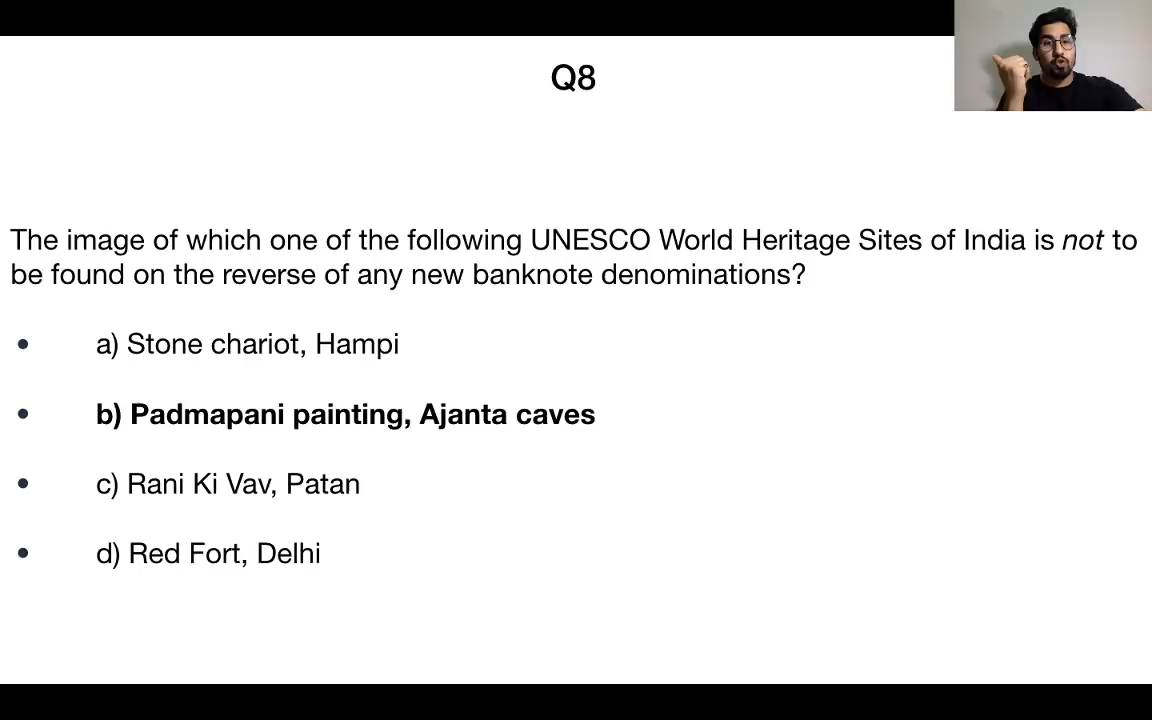 Q8
The image of which one of the following UNESCO World Heritage Sites of India is not to
be found on the reverse of any new banknote denominations?
• a) Stone chariot, Hampi
• b) Padmapani painting, Ajanta caves
• c) Rani Ki Vav, Patan
• d) Red Fort, Delhi